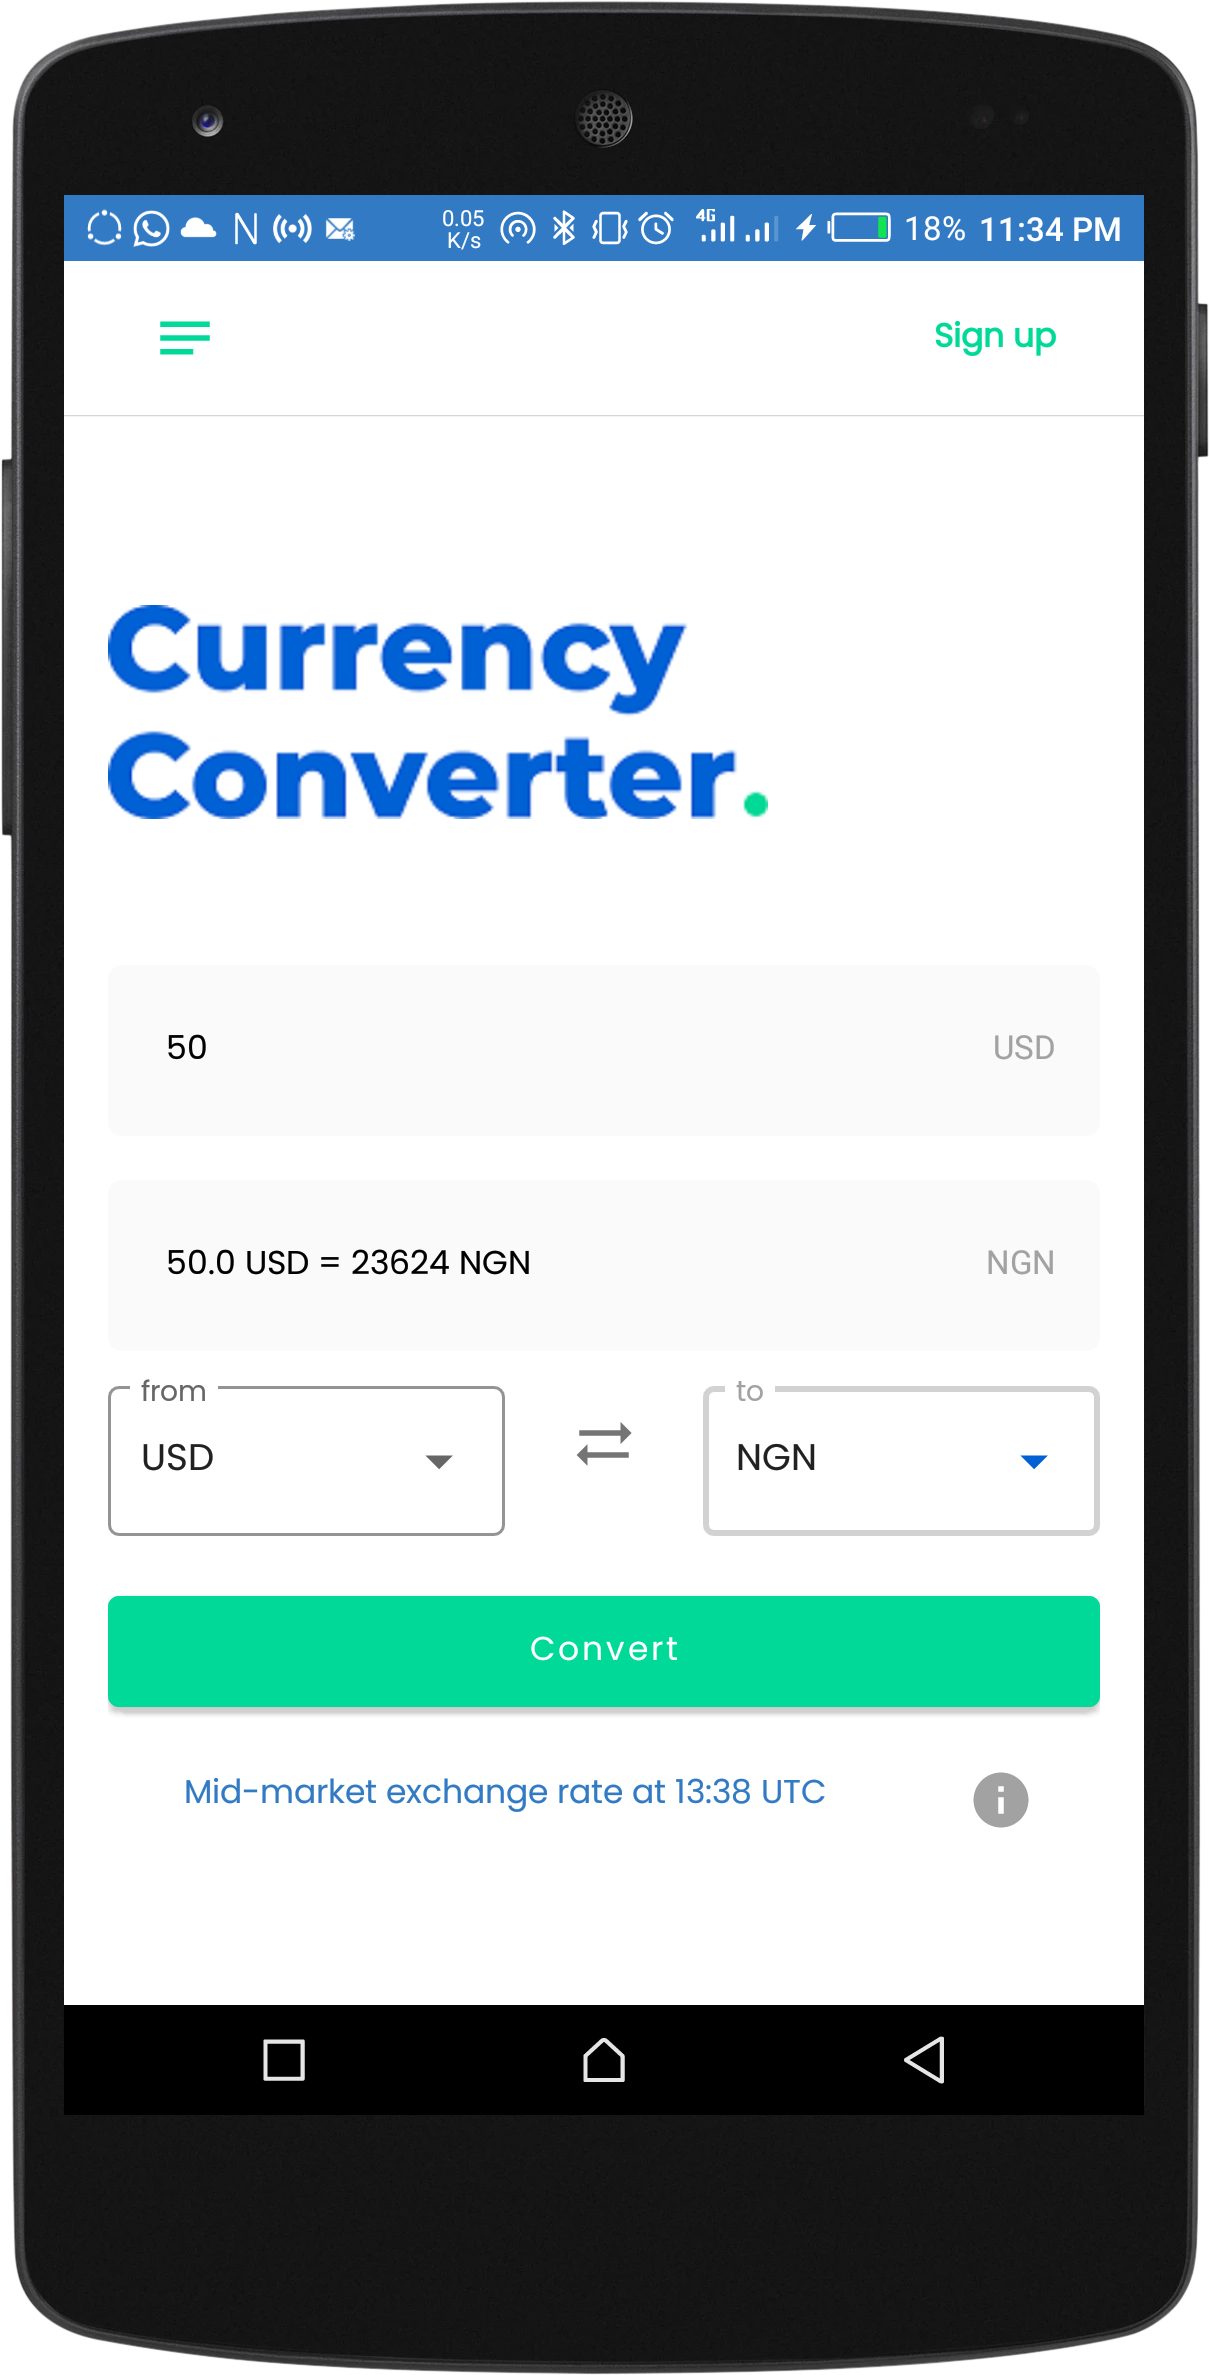 0.05 K/s 4G 18% 11:34 PM
Sign up
Currency
Converter.
50 USD
50.0 USD = 23624 NGN NGN
from to
USD NGN
Convert
Mid-market exchange rate at 13:38 UTC